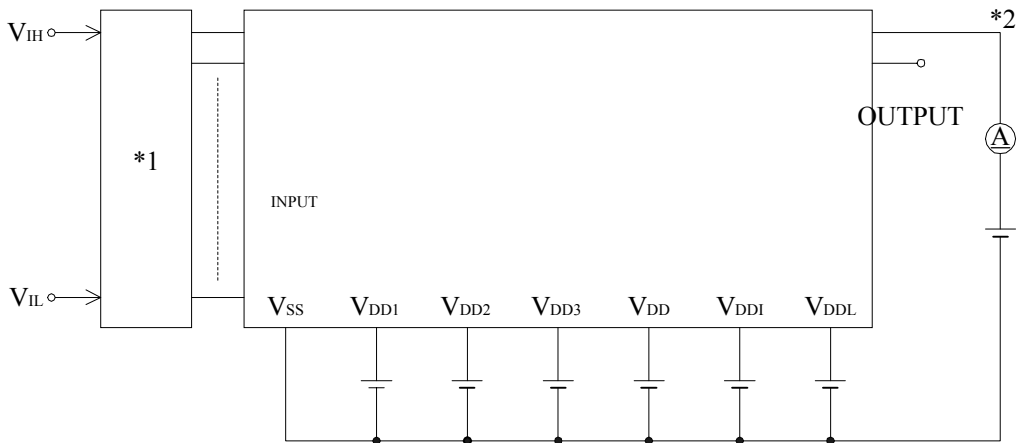 *2
VIH
OUTPUT
A
*1
INPUT
VIL
VSS VDD1 VDD2 VDD3 VDD VDDI VDDL